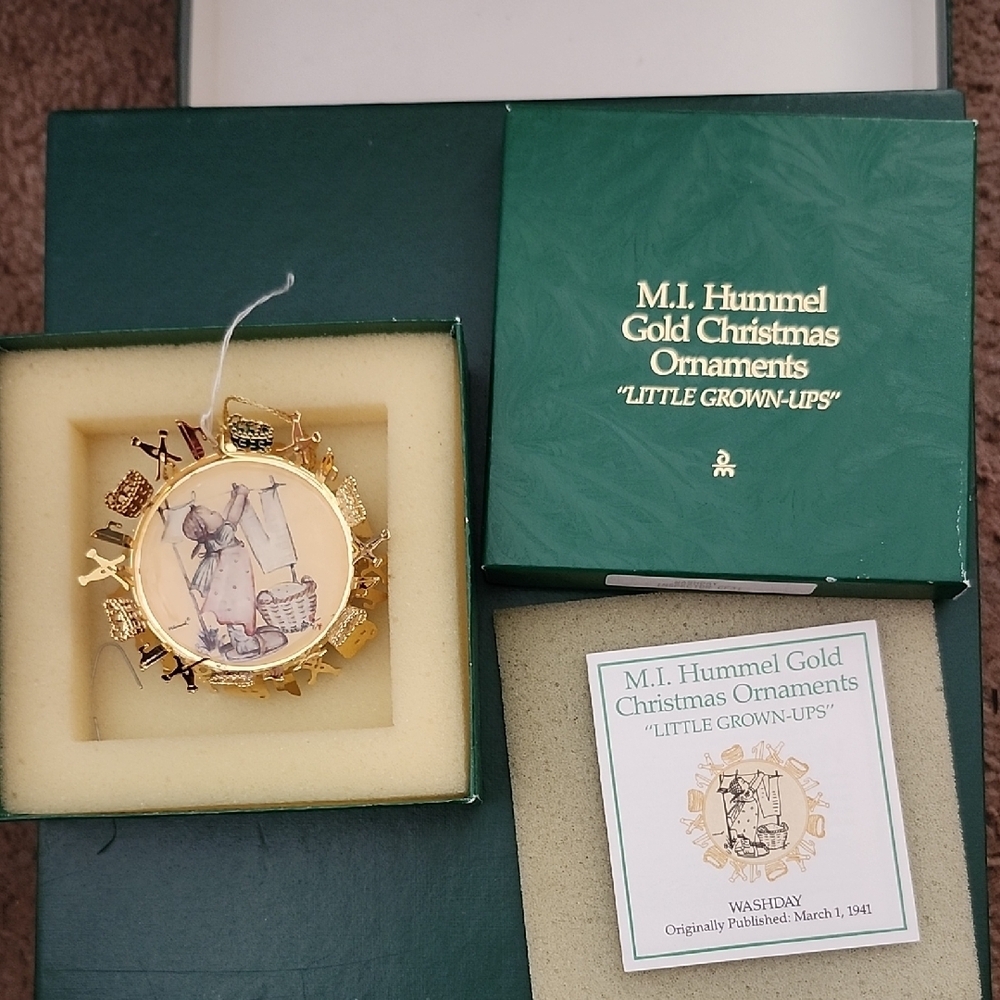 M.I. Hummel
Gold Christmas
Ornaments
"LITTLE GROWN-UPS"
M.I. Hummel Gold
Christmas Ornaments
"LITTLE GROWN-UPS"
WASHDAY
Originally Published: March 1, 1941